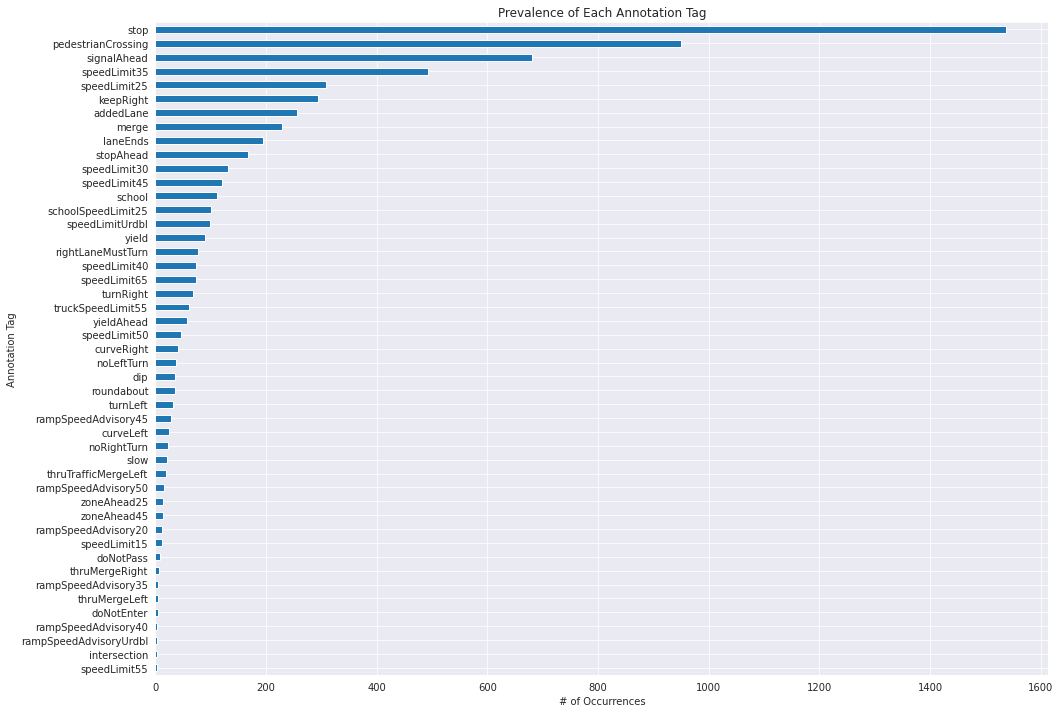 Prevalence of Each Annotation Tag
stop
pedestrianCrossing
signalAhead
speedLimit35
speedLimit25
keepRight
addedLane
merge
laneEnds
stopAhead
speedLimit30
speedLimit45
school
schoolSpeedLimit25
speedLimitUrdbl
yield
rightLaneMustTurn
speedLimit40
speedLimit65
turnRight
truckSpeedLimit55
yieldAhead
speedLimit50
curveRight
noLeftTurn
dip
roundabout
turnLeft
rampSpeedAdvisory45
curveLeft
noRightTurn
slow
thruTrafficMergeLeft
rampSpeedAdvisory50
zoneAhead25
zoneAhead45
rampSpeedAdvisory20
speedLimit15
doNotPass
thruMergeRight
rampSpeedAdvisory35
thruMergeLeft
doNotEnter
rampSpeedAdvisory40
rampSpeedAdvisoryUrdbl
intersection
speedLimit55
Annotation Tag
0 200 400 600 800 1000 1200 1400 1600
# of Occurrences